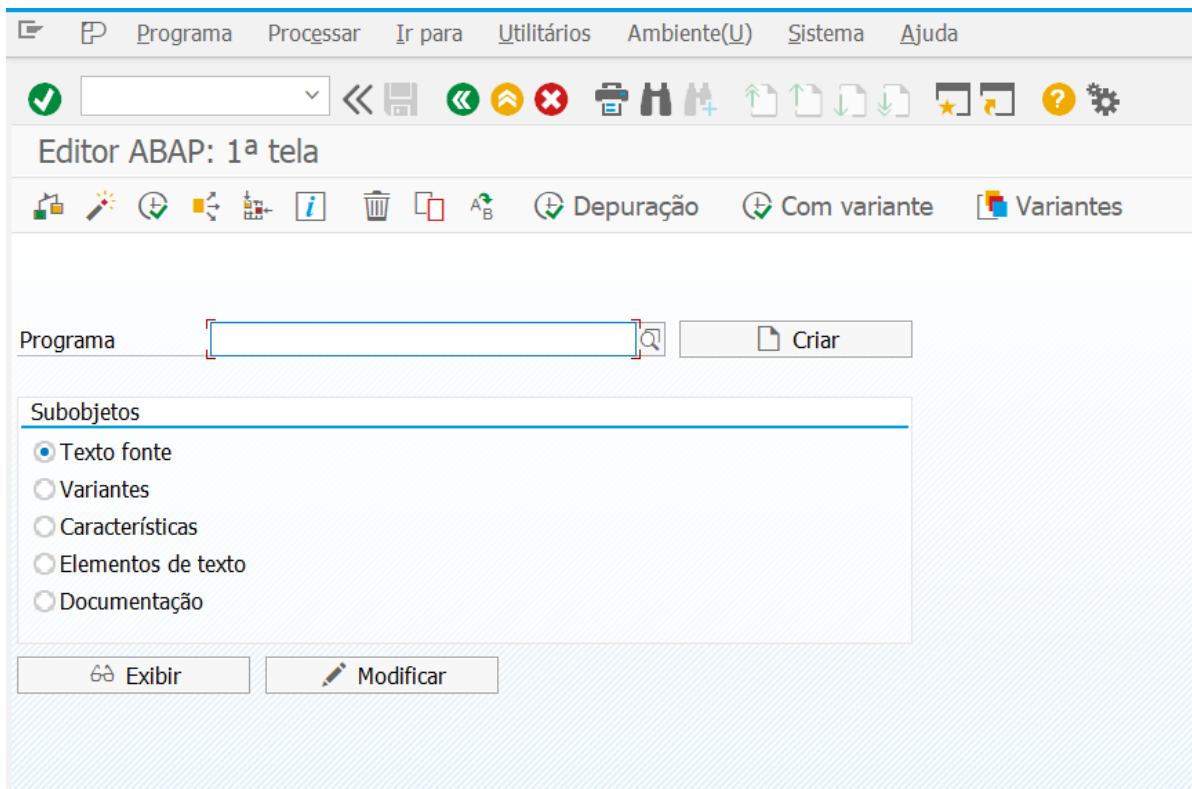 Programa Processar Ir para Utilitários Ambiente(U) Sistema Ajuda
Editor ABAP: 1ª tela
Depuração Com variante Variantes
Programa Criar
Subobjetos
Texto fonte
Variantes
Características
Elementos de texto
Documentação
Exibir Modificar